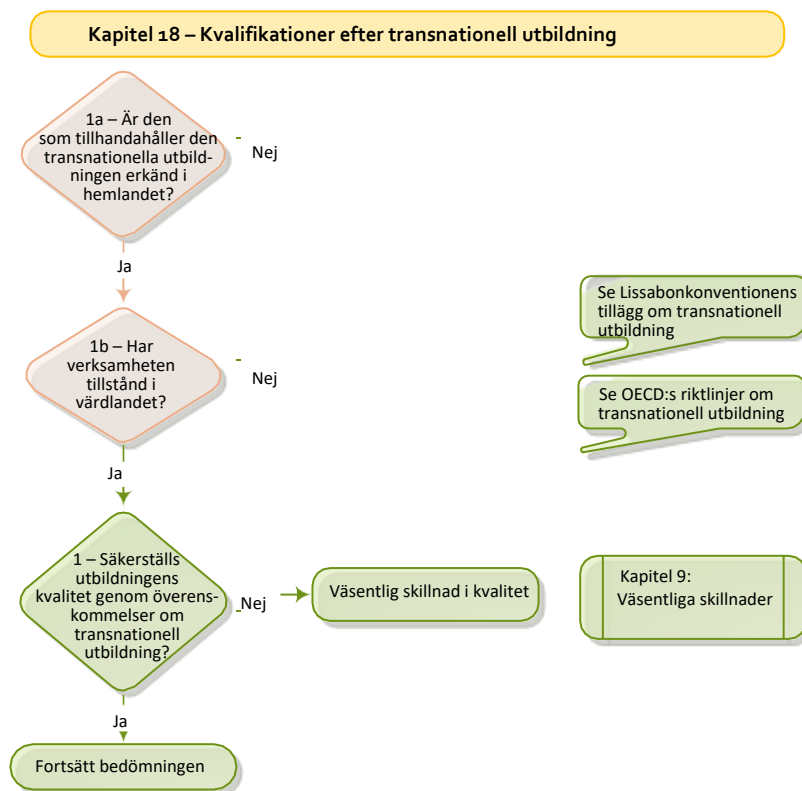 Kapitel 18 – Kvalifikationer efter transnationell utbildning
1a – Är den
som tillhandahåller den
transnationella utbild-
ningen erkänd i
hemlandet?
Nej
Ja
Se Lissabonkonventionens
tillägg om transnationell
utbildning
1b – Har
verksamheten
tillstånd i
värdlandet?
Nej
Se OECD:s riktlinjer om
transnationell utbildning
Ja
1 – Säkerställs
utbildningens
kvalitet genom överens-
kommelser om
transnationell
utbildning?
Nej
Väsentlig skillnad i kvalitet
Kapitel 9:
Väsentliga skillnader
Ja
Fortsätt bedömningen